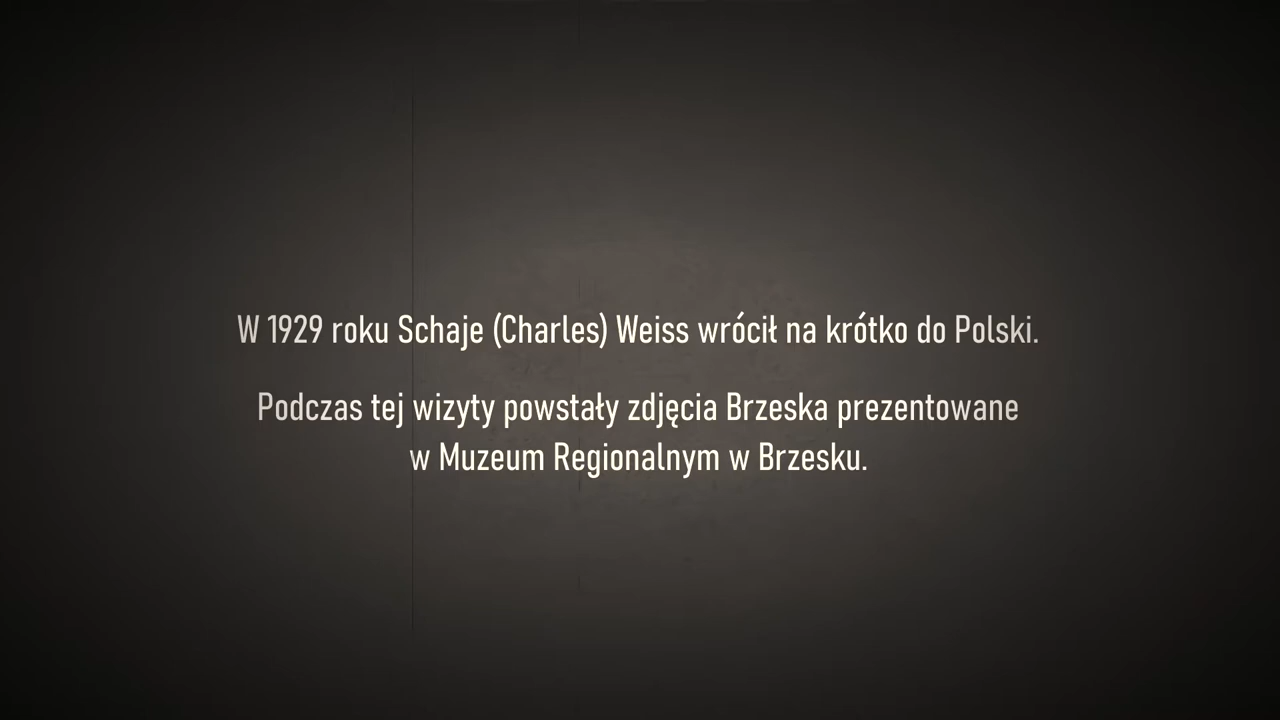 W 1929 roku Schaje (Charles) Weiss wrócił na krótko do Polski.
Podczas tej wizyty powstały zdjęcia Brzeska prezentowane
w Muzeum Regionalnym w Brzesku.